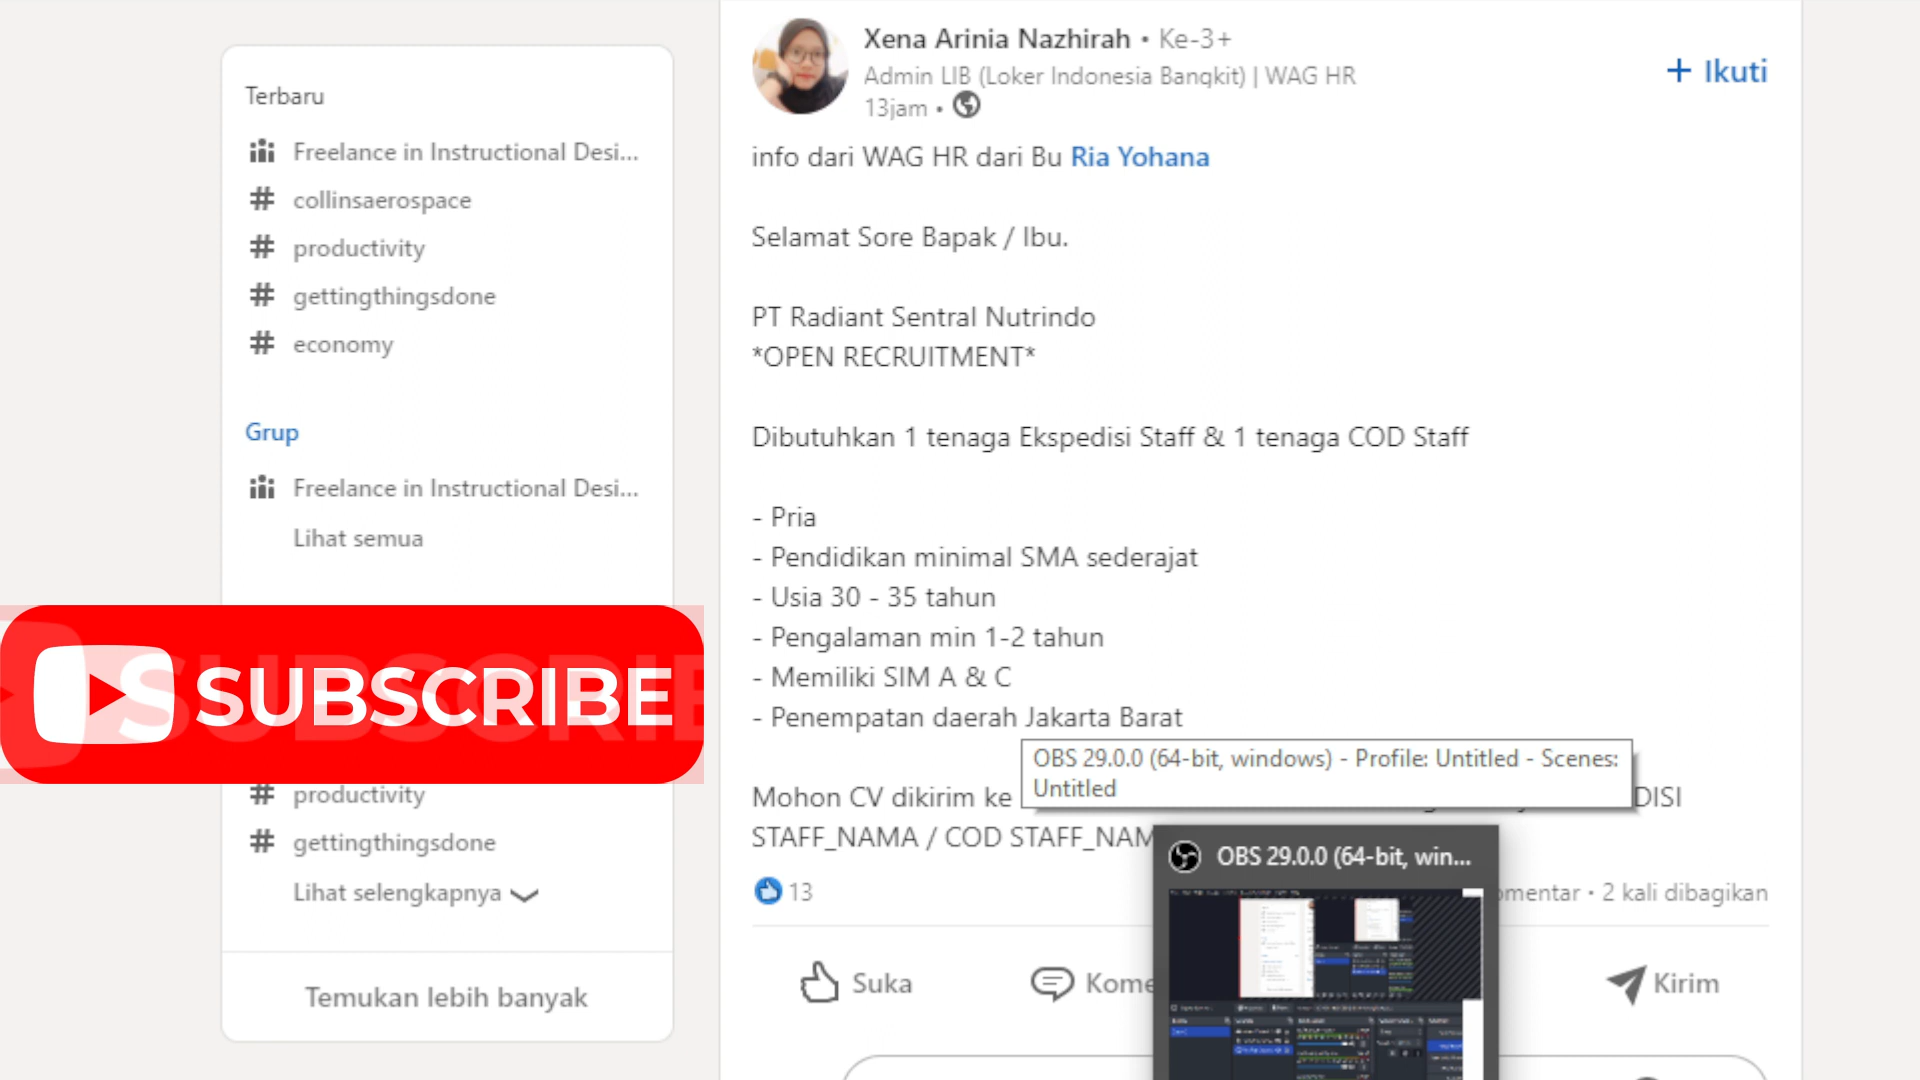 Terbaru
Freelance in Instructional Desi...
# collinsaerospace
# productivity
# gettingthingsdone
# economy
Grup
Freelance in Instructional Desi...
Lihat semua
SUBSCRIBE
# productivity
# gettingthingsdone
Lihat selengkapnya
Temukan lebih banyak
Xena Arinia Nazhirah • Ke-3+
Admin LIB (Loker Indonesia Bangkit) | WAG HR
13jam •
+ Ikuti
info dari WAG HR dari Bu Ria Yohana
Selamat Sore Bapak / Ibu.
PT Radiant Sentral Nutrindo
*OPEN RECRUITMENT*
Dibutuhkan 1 tenaga Ekspedisi Staff & 1 tenaga COD Staff
- Pria
- Pendidikan minimal SMA sederajat
- Usia 30 - 35 tahun
- Pengalaman min 1-2 tahun
- Memiliki SIM A & C
- Penempatan daerah Jakarta Barat
OBS 29.0.0 (64-bit, windows) - Profile: Untitled - Scenes:
Untitled
Mohon CV dikirim ke DISI
STAFF_NAMA / COD STAFF_NAM
OBS 29.0.0 (64-bit, win...
13
omentar • 2 kali dibagikan
Suka
Kome
Kirim